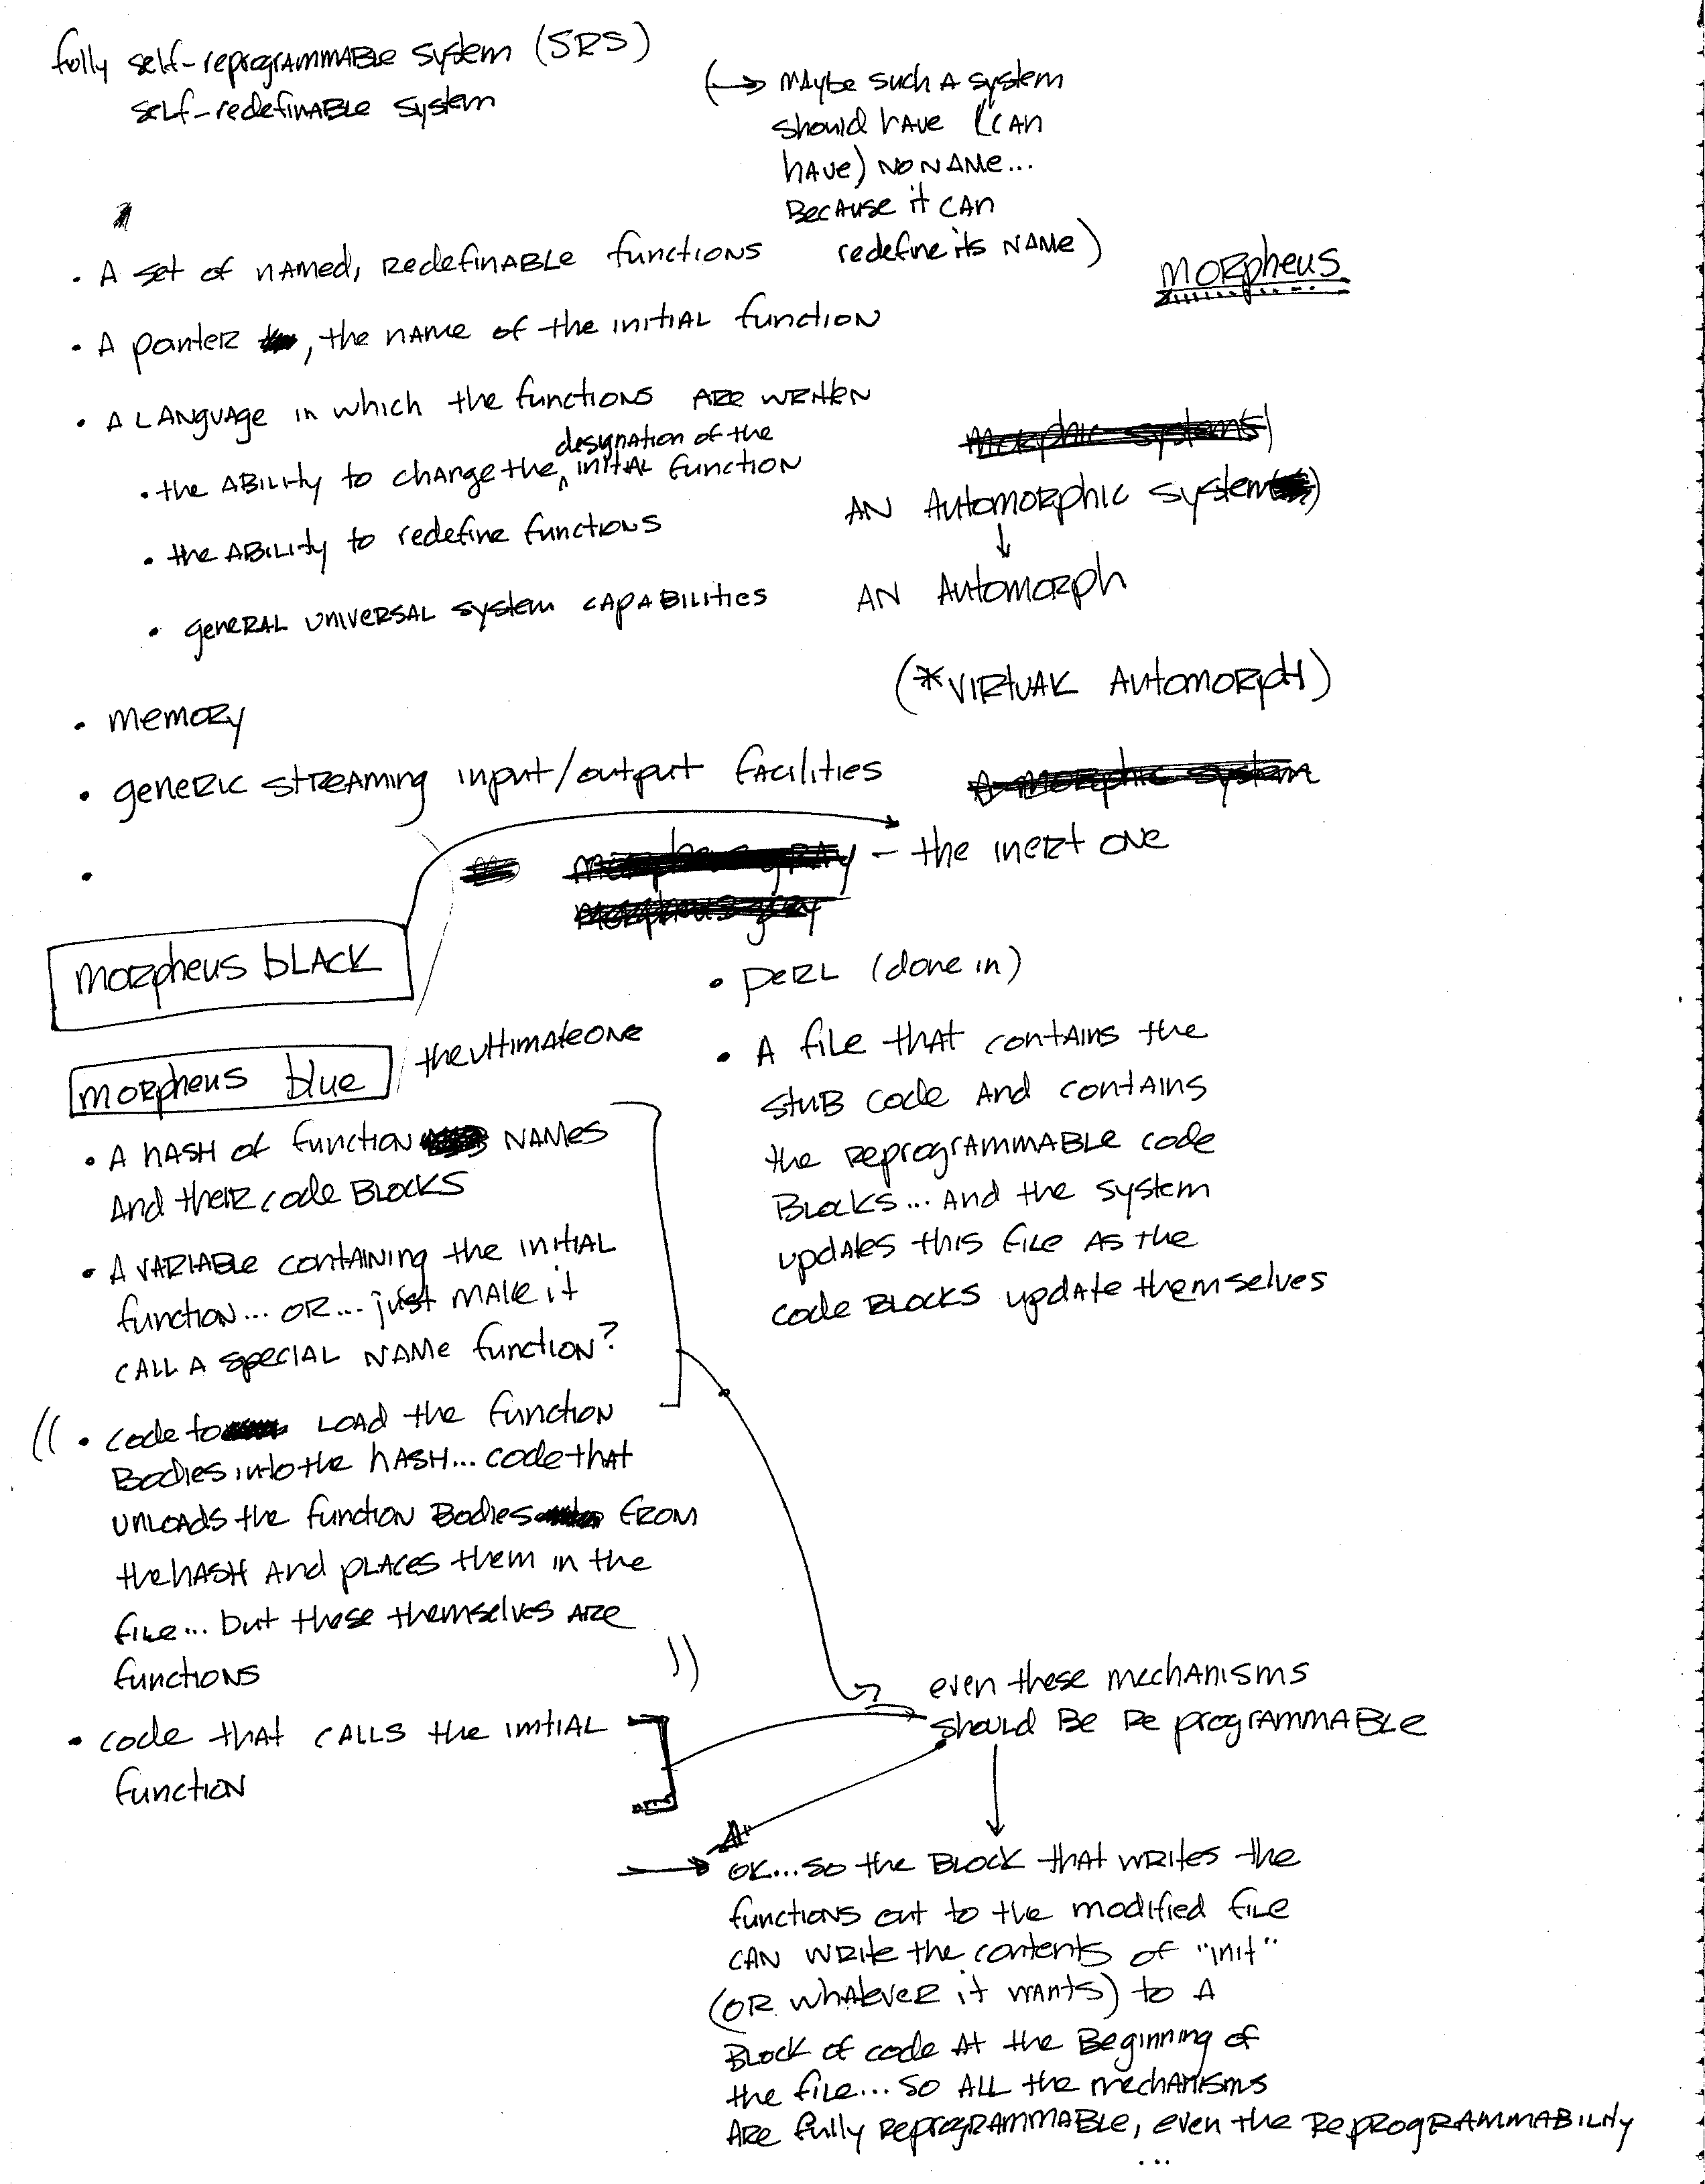 fully self-reprogrammable system (SRS)
self-redefinable system
(→ maybe such a system
should have (can
have) no name...
because it can
redefine its name)
morpheus
• A set of named, redefinable functions
• A pointer, the name of the initial function
• A language in which the functions are written
• the ability to change the designation of the initial function
• the ability to redefine functions
• general universal system capabilities
• memory
• generic streaming input/output facilities
•
morphic systems
AN Automorphic system
↓
AN Automorph
(*VIRTUAK Automorph)
A morphic system
morpheus gray – the inert one
morpheus gray
morpheus black
morpheus blue
the ultimate one
• A hash of function names
and their code blocks
• A variable containing the initial
function... or... just make it
call a special name function?
(( • code to load the function
bodies into the hash... code that
unloads the function bodies from
the hash and places them in the
file... but these themselves are
functions ))
• code that calls the initial
function
• perl (done in)
• A file that contains the
stub code and contains
the reprogrammable code
blocks... and the system
updates this file as the
code blocks update themselves
even these mechanisms
should be reprogrammable
OK... so the block that writes the
functions out to the modified file
can write the contents of "init"
(or whatever it wants) to a
block of code at the beginning of
the file... so all the mechanisms
are fully reprogrammable, even the reprogrammability
...